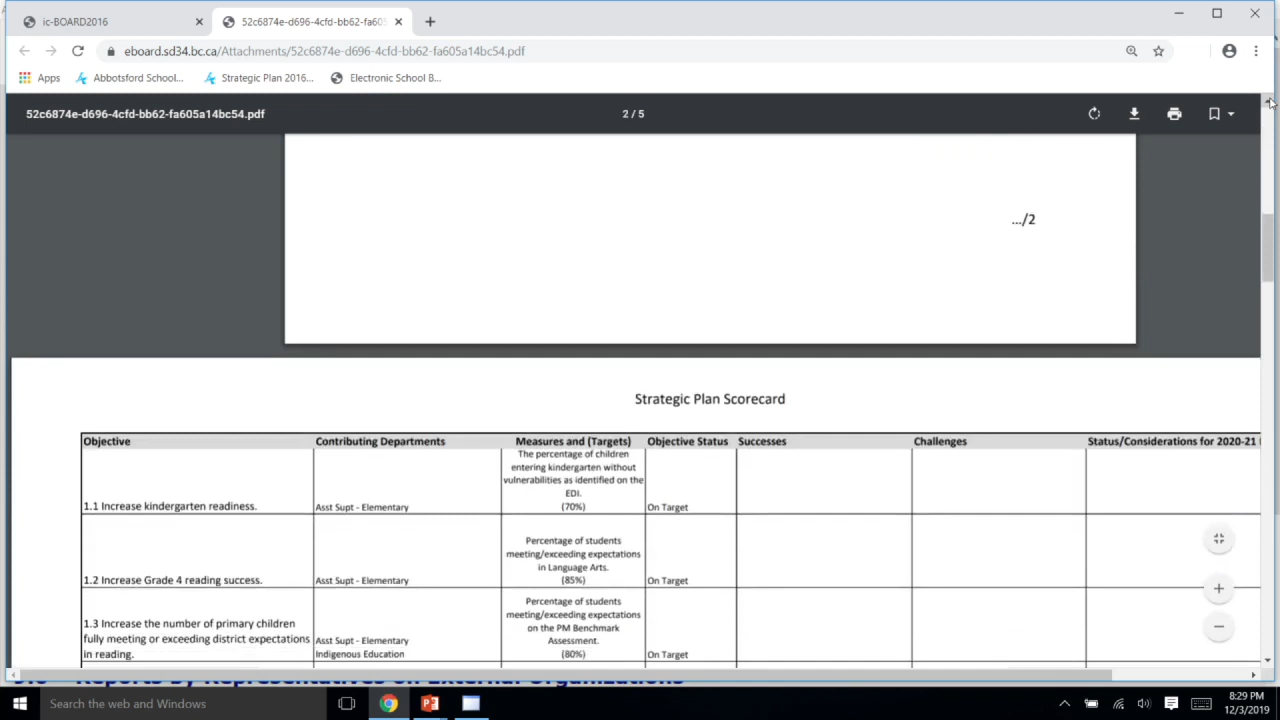 ic-BOARD2016
52c6874e-d696-4cfd-bb62-fa605
eboard.sd34.bc.ca/Attachments/52c6874e-d696-4cfd-bb62-fa605a14bc54.pdf
Apps Abbotsford School... Strategic Plan 2016... Electronic School B...
52c6874e-d696-4cfd-bb62-fa605a14bc54.pdf 2 / 5
.../2
Strategic Plan Scorecard
Objective Contributing Departments Measures and (Targets) Objective Status Successes Challenges Status/Considerations for 2020-21
The percentage of children
entering kindergarten without
vulnerabilities as identified on the
EDI.
1.1 Increase kindergarten readiness. Asst Supt - Elementary (70%) On Target
Percentage of students
meeting/exceeding expectations
in Language Arts.
1.2 Increase Grade 4 reading success. Asst Supt - Elementary (85%) On Target
Percentage of students
meeting/exceeding expectations
1.3 Increase the number of primary children on the PM Benchmark
fully meeting or exceeding district expectations Asst Supt - Elementary Assessment.
in reading. Indigenous Education (80%) On Target
Reports by Representatives on External Organizations
Search the web and Windows
8:29 PM
12/3/2019